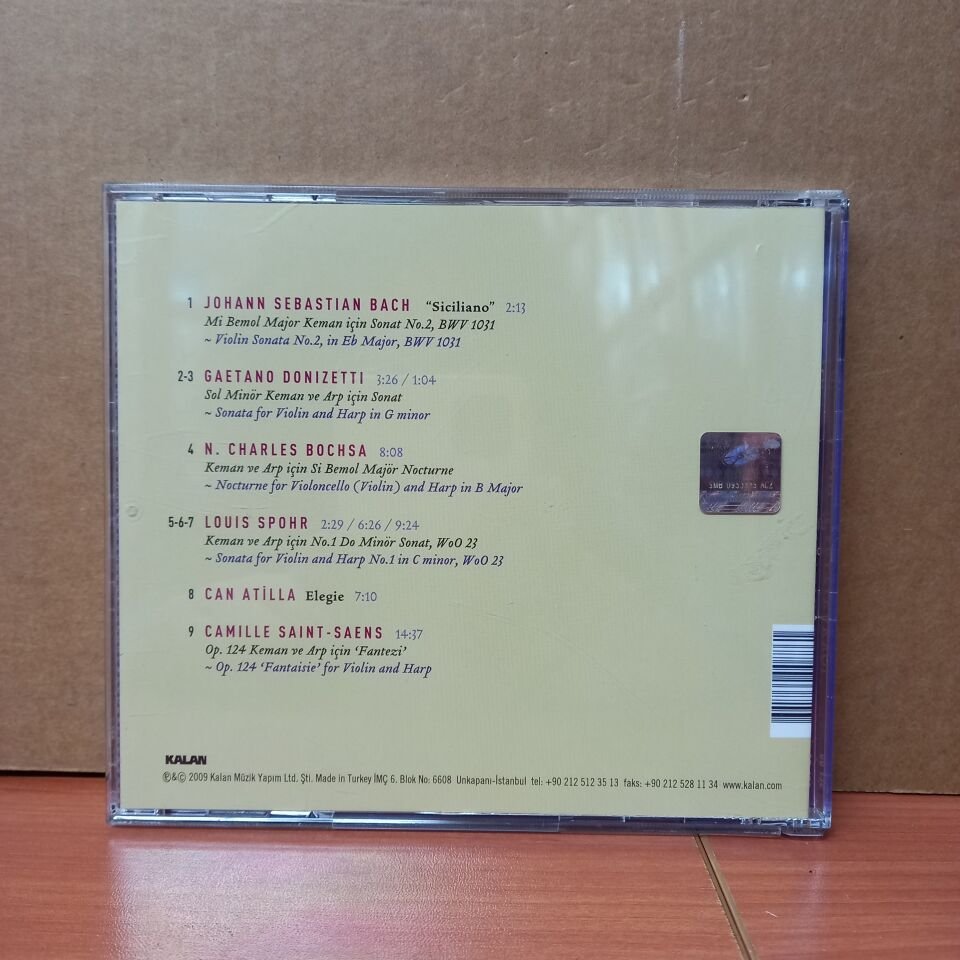 1 JOHANN SEBASTIAN BACH "Siciliano" 2:13
Mi Bemol Major Keman için Sonat No.2, BWV 1031
~ Violin Sonata No.2, in Eb Major, BWV 1031
2-3 GAETANO DONIZETTI 3:26 / 1:04
Sol Minör Keman ve Arp için Sonat
~ Sonata for Violin and Harp in G minor
4 N. CHARLES BOCHSA 8:08
Keman ve Arp için Si Bemol Majör Nocturne
~ Nocturne for Violoncello (Violin) and Harp in B Major
5-6-7 LOUIS SPOHR 2:29 / 6:26 / 9:24
Keman ve Arp için No.1 Do Minör Sonat, WoO 23
~ Sonata for Violin and Harp No.1 in C minor, WoO 23
8 CAN ATİLLA Elegie 7:10
9 CAMILLE SAINT-SAENS 14:37
Op. 124 Keman ve Arp için 'Fantezi'
~ Op. 124 'Fantaisie' for Violin and Harp
KALAN
℗&© 2009 Kalan Müzik Yapım Ltd. Şti. Made in Turkey İMÇ 6. Blok No: 6608 Unkapanı-İstanbul tel: +90 212 512 35 13 faks: +90 212 528 11 34 www.kalan.com